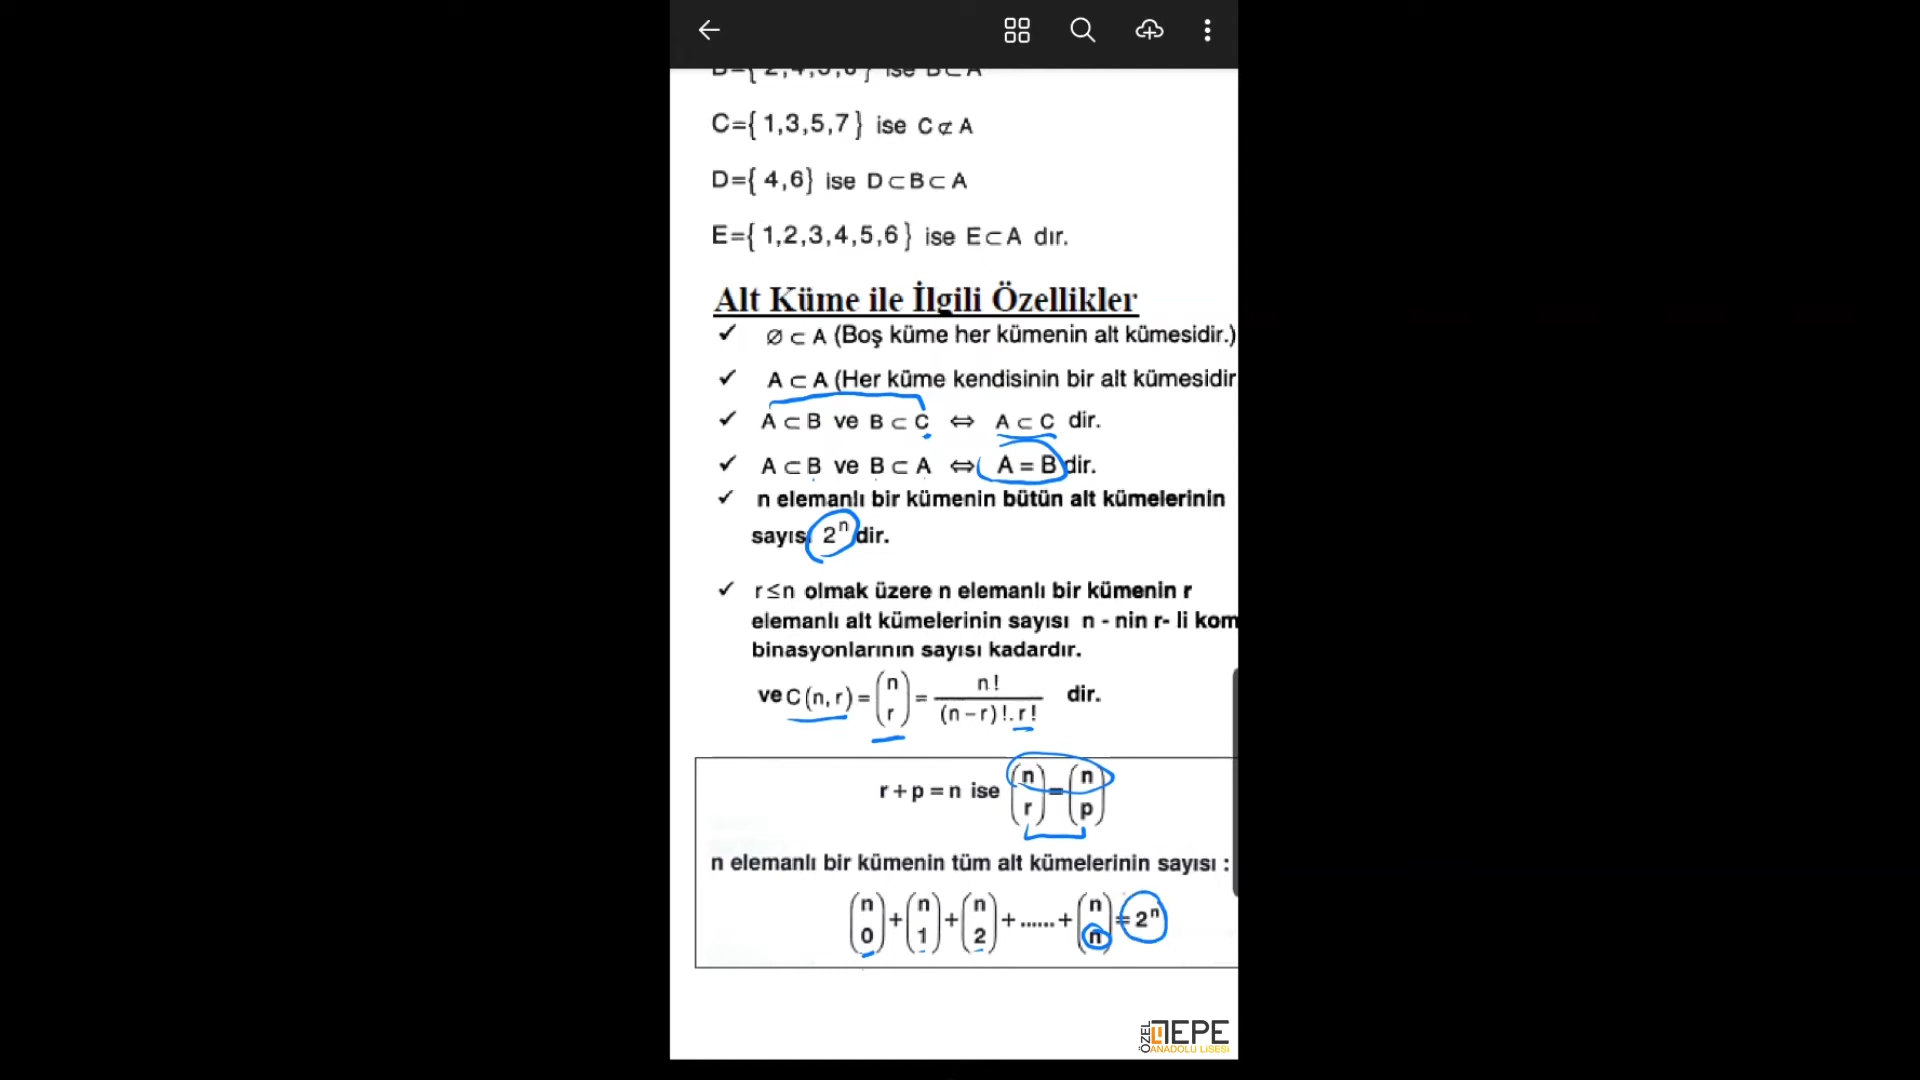 C={ 1,3,5,7} ise C⊄A
D={ 4,6} ise D⊂B⊂A
E={ 1,2,3,4,5,6} ise E⊂A dır.
Alt Küme ile İlgili Özellikler
✓ ∅⊂A (Boş küme her kümenin alt kümesidir.)
✓ A⊂A (Her küme kendisinin bir alt kümesidir
✓ A⊂B ve B⊂C ⇔ A⊂C dir.
✓ A⊂B ve B⊂A ⇔ A=B dir.
✓ n elemanlı bir kümenin bütün alt kümelerinin
sayısı 2ⁿ dir.
✓ r≤n olmak üzere n elemanlı bir kümenin r
elemanlı alt kümelerinin sayısı n - nin r- li kom
binasyonlarının sayısı kadardır.
ve C(n,r) = (n r) = n! / (n-r)!.r! dir.
r+p=n ise (n r) = (n p)
n elemanlı bir kümenin tüm alt kümelerinin sayısı :
(n 0)+(n 1)+(n 2)+......+(n n)=2ⁿ
ÖZEL TEPE
ANADOLU LİSESİ